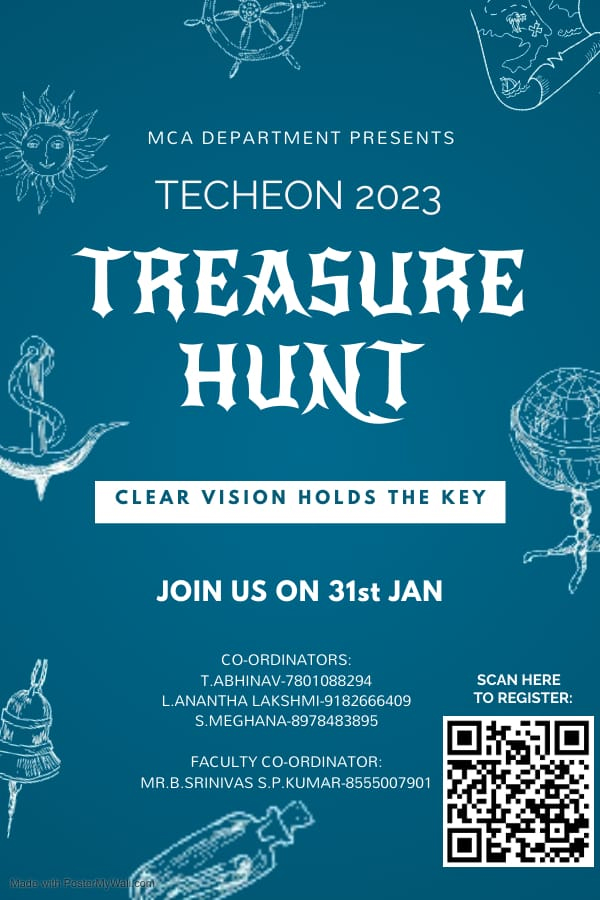 MCA DEPARTMENT PRESENTS
TECHEON 2023
TREASURE
HUNT
CLEAR VISION HOLDS THE KEY
JOIN US ON 31st JAN
CO-ORDINATORS:
T.ABHINAV-7801088294
L.ANANTHA LAKSHMI-9182666409
S.MEGHANA-8978483895
FACULTY CO-ORDINATOR:
MR.B.SRINIVAS S.P.KUMAR-8555007901
SCAN HERE
TO REGISTER:
Made with PosterMyWall.com